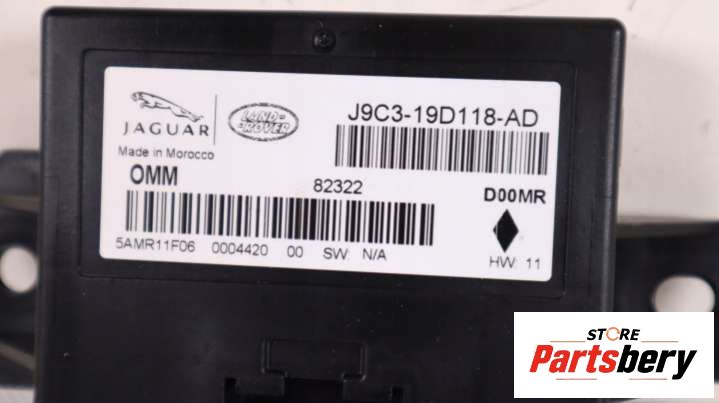 JAGUAR
LAND-
ROVER
J9C3-19D118-AD
Made in Morocco
OMM
82322
D00MR
5AMR11F06 0004420 00 SW: N/A
HW: 11
STORE
Partsbery